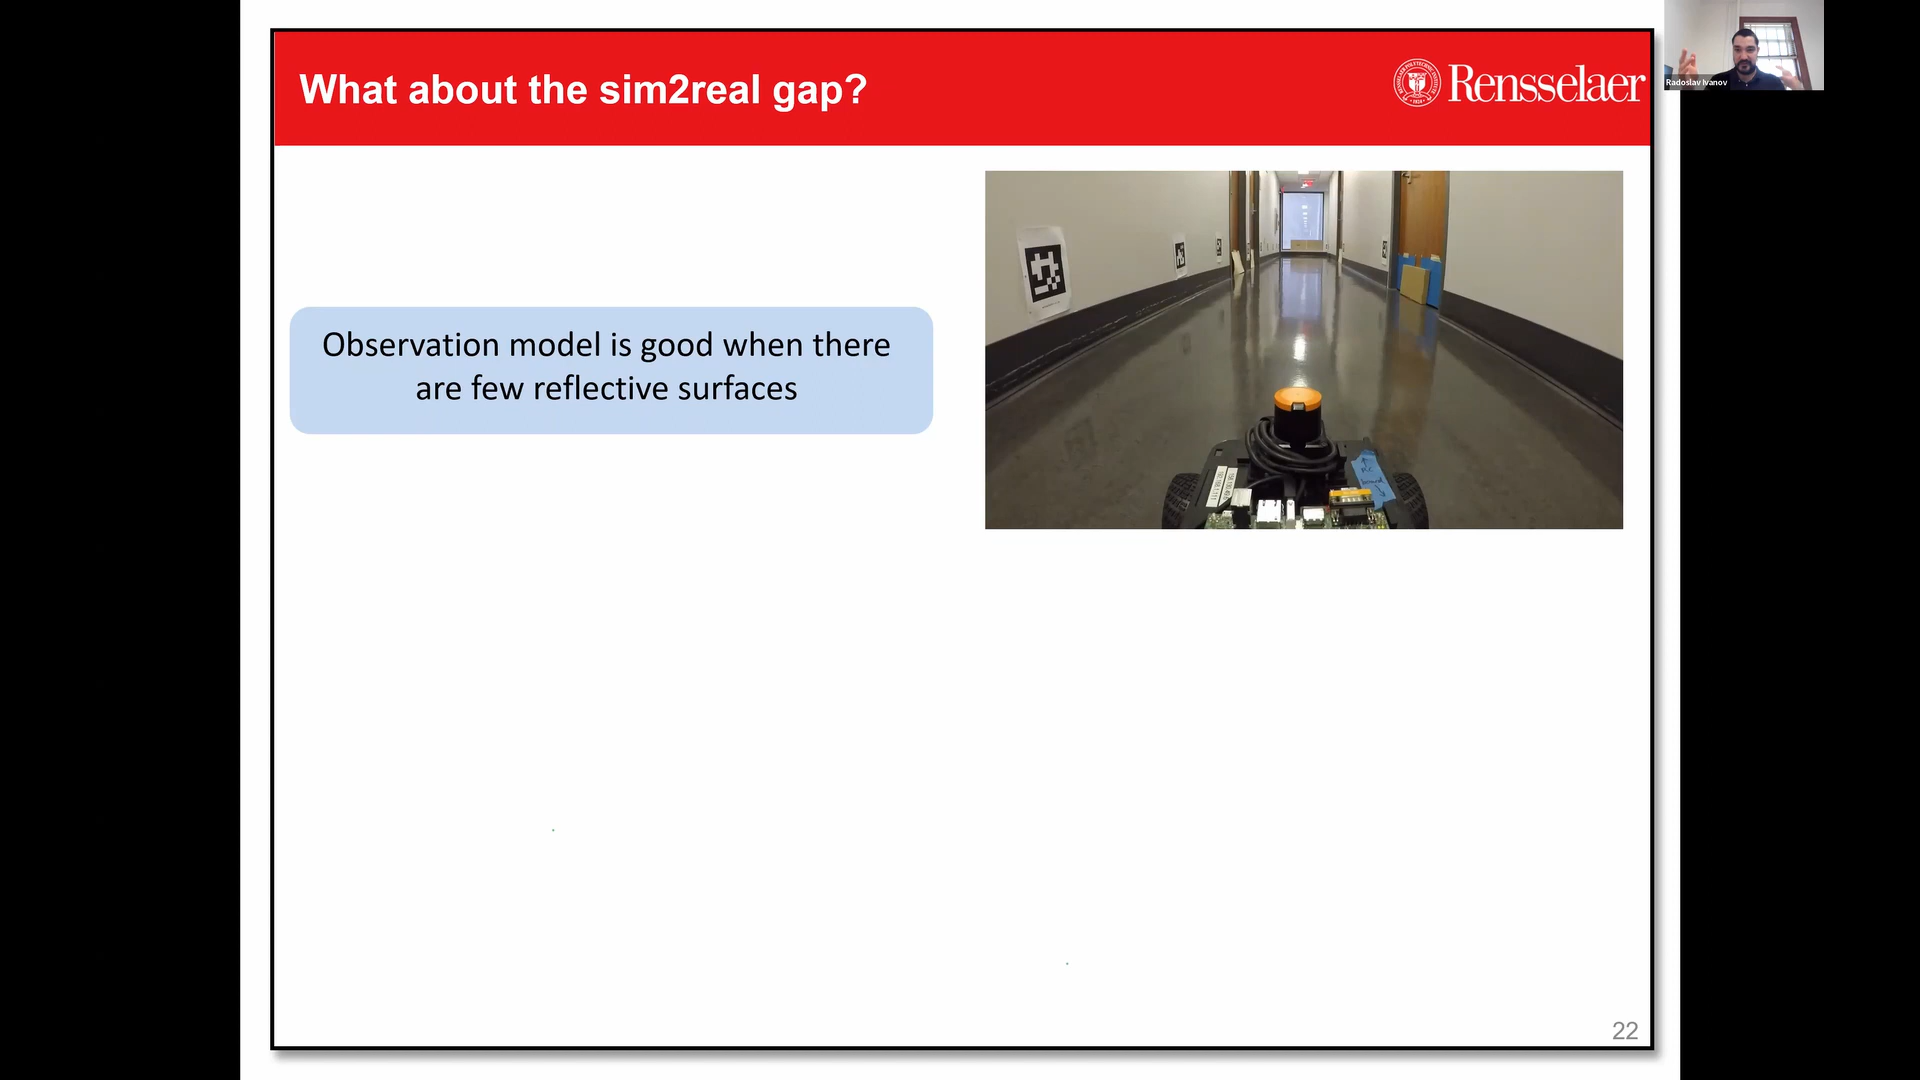 What about the sim2real gap?
Rensselaer
Radoslav Ivanov
Observation model is good when there
are few reflective surfaces
22